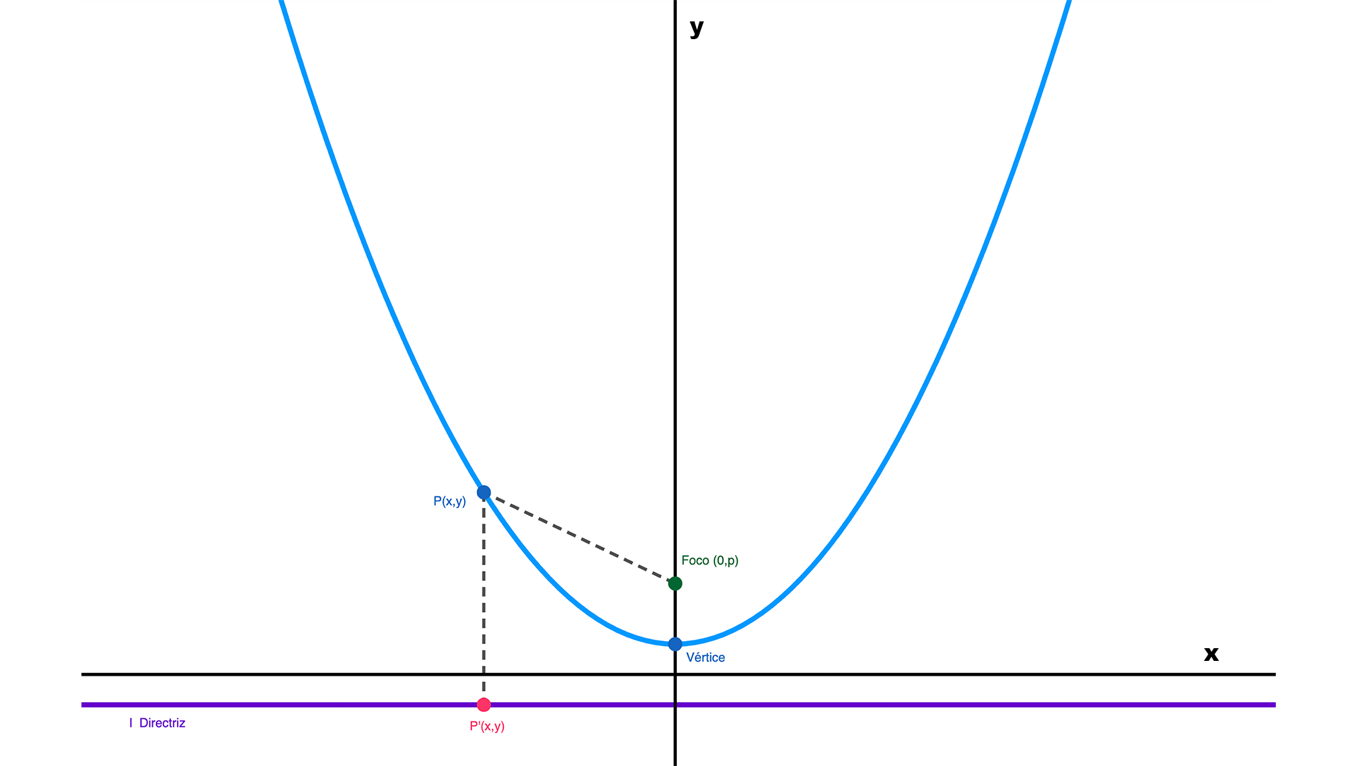 y
P(x,y)
Foco (0,p)
x
Vértice
l Directriz
P'(x,y)